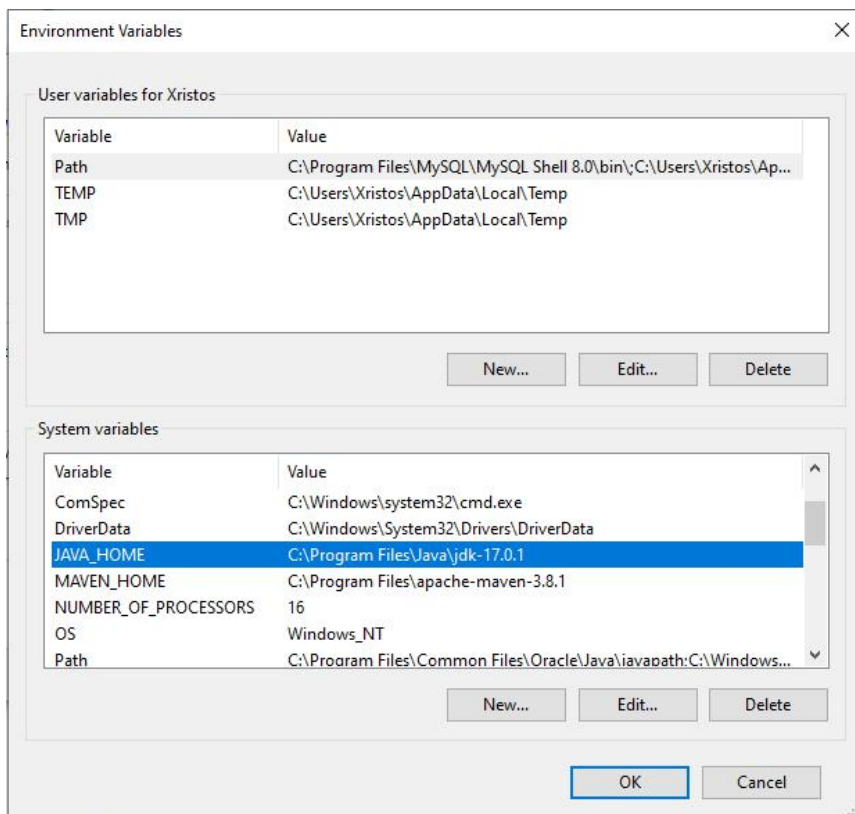 Environment Variables
User variables for Xristos
Variable Value
Path C:\Program Files\MySQL\MySQL Shell 8.0\bin\;C:\Users\Xristos\Ap...
TEMP C:\Users\Xristos\AppData\Local\Temp
TMP C:\Users\Xristos\AppData\Local\Temp
New... Edit... Delete
System variables
Variable Value
ComSpec C:\Windows\system32\cmd.exe
DriverData C:\Windows\System32\Drivers\DriverData
JAVA_HOME C:\Program Files\Java\jdk-17.0.1
MAVEN_HOME C:\Program Files\apache-maven-3.8.1
NUMBER_OF_PROCESSORS 16
OS Windows_NT
Path C:\Program Files\Common Files\Oracle\Java\javapath;C:\Windows...
New... Edit... Delete
OK Cancel